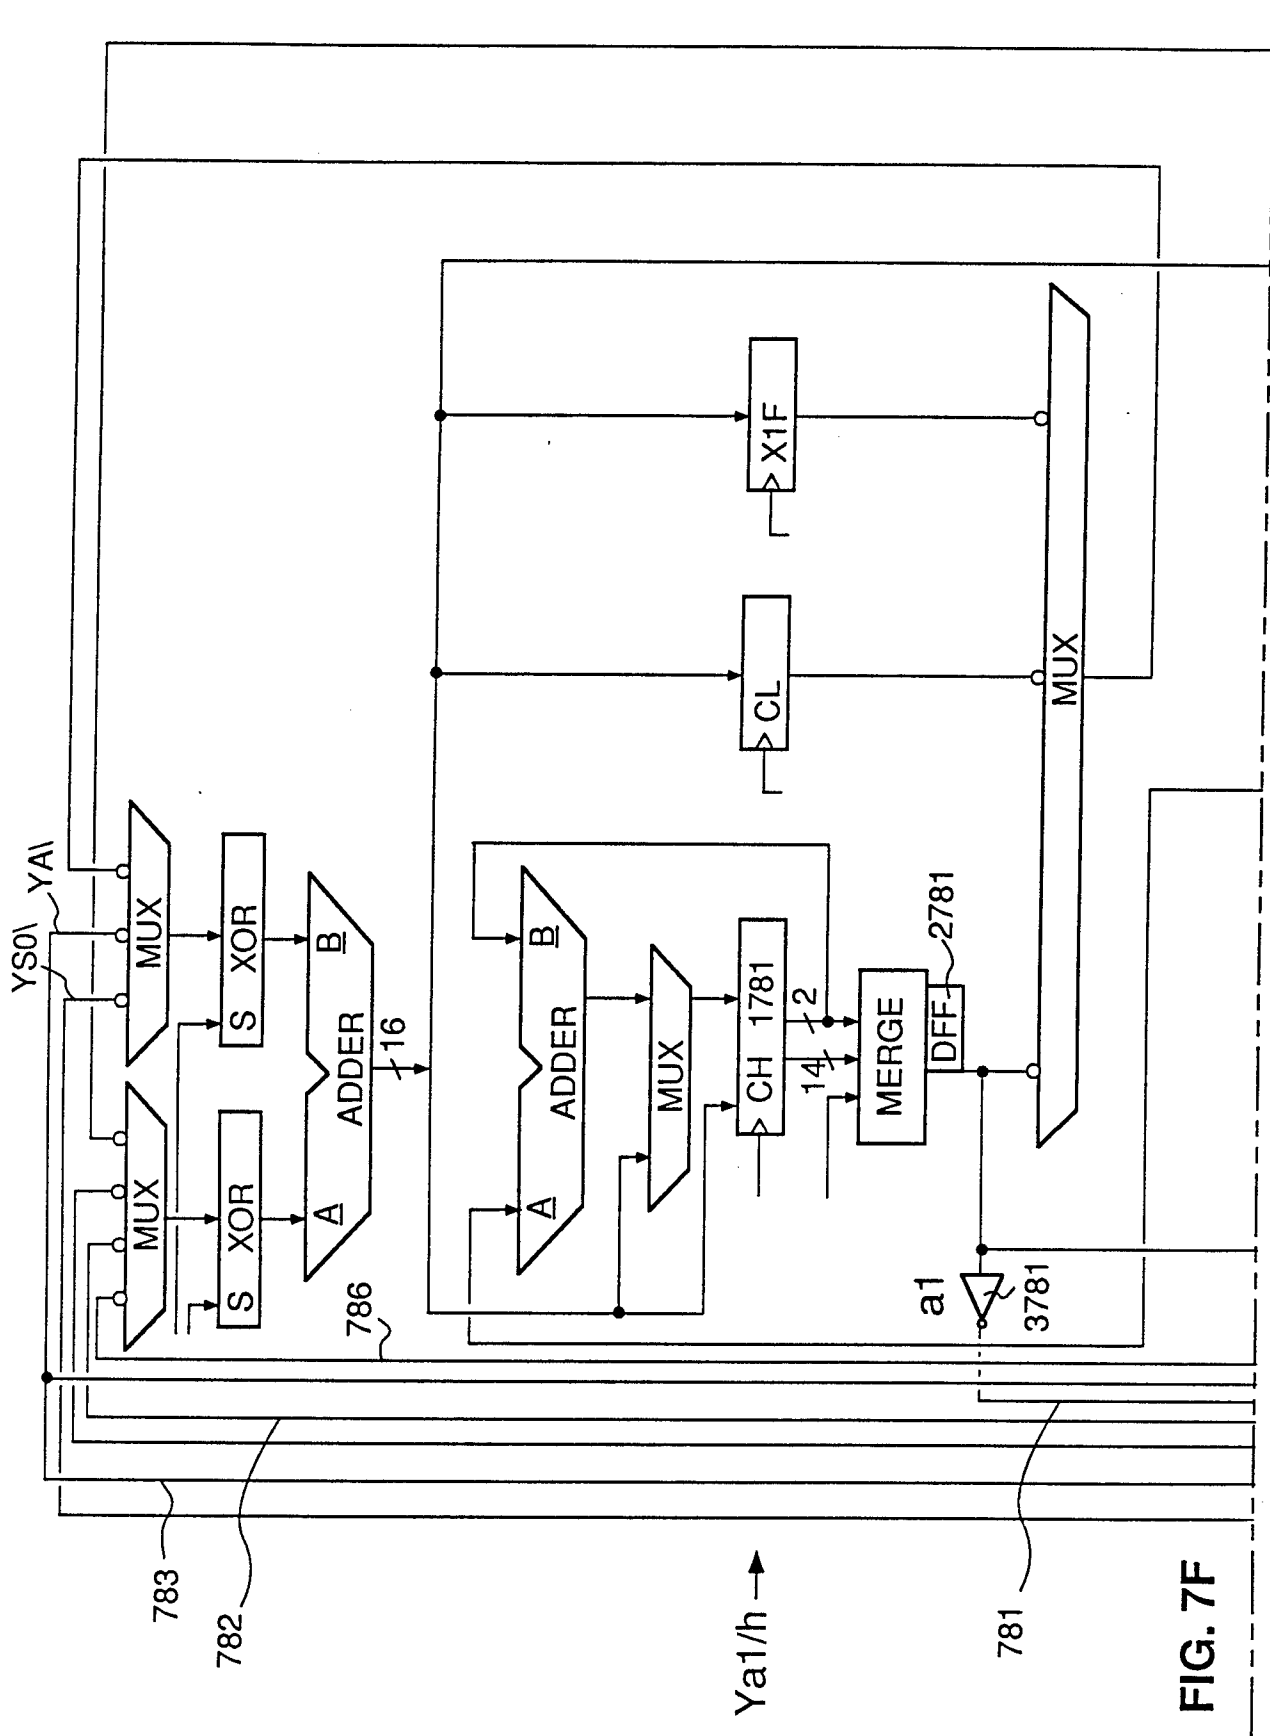 YS0\
YA\
MUX
MUX
S XOR
S XOR
A
B
ADDER
16
786
A
B
ADDER
MUX
CH 1781
14
2
MERGE
DFF
2781
CL
X1F
MUX
a1
3781
783
782
781
Ya1/h
FIG. 7F